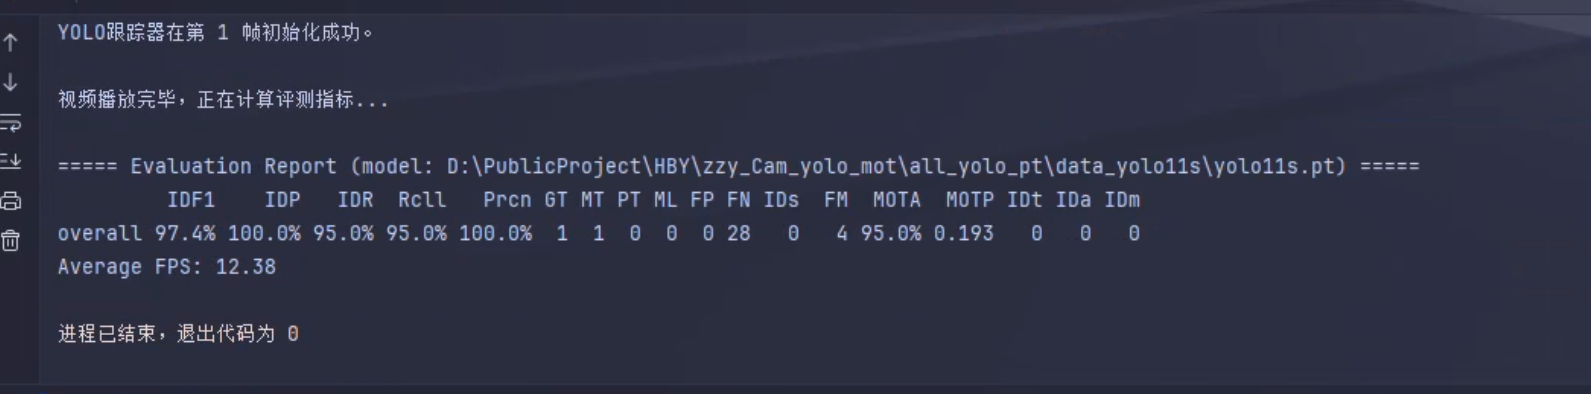 YOLO跟踪器在第 1 帧初始化成功。
视频播放完毕，正在计算评测指标...
===== Evaluation Report (model: D:\PublicProject\HBY\zzy_Cam_yolo_mot\all_yolo_pt\data_yolo11s\yolo11s.pt) =====
IDF1 IDP IDR Rcll Prcn GT MT PT ML FP FN IDs FM MOTA MOTP IDt IDa IDm
overall 97.4% 100.0% 95.0% 95.0% 100.0% 1 1 0 0 0 28 0 4 95.0% 0.193 0 0 0
Average FPS: 12.38
进程已结束，退出代码为 0